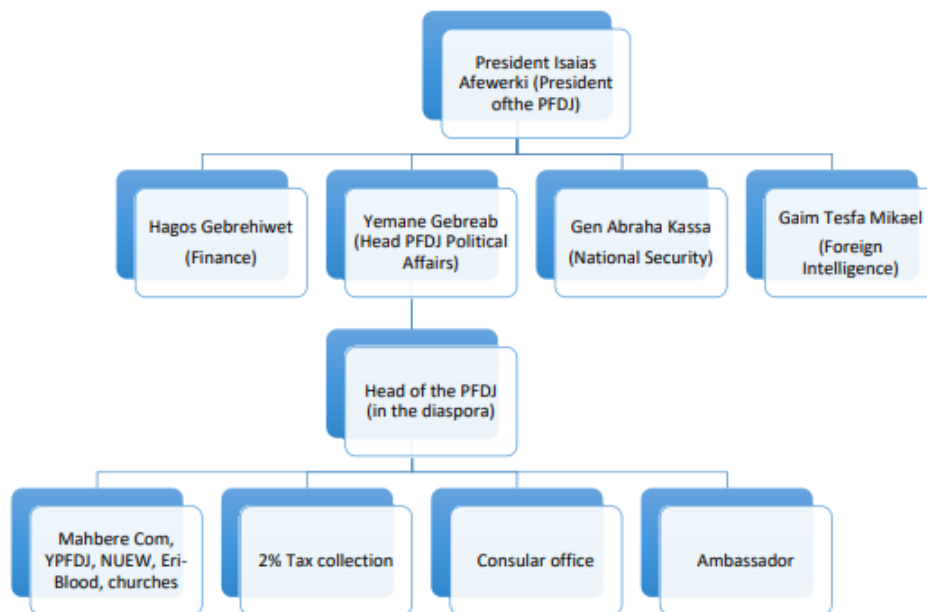 President Isaias
Afewerki (President
ofthe PFDJ)
Hagos Gebrehiwet
(Finance)
Yemane Gebreab
(Head PFDJ Political
Affairs)
Gen Abraha Kassa
(National Security)
Gaim Tesfa Mikael
(Foreign
Intelligence)
Head of the PFDJ
(in the diaspora)
Mahbere Com,
YPFDJ, NUEW, Eri-
Blood, churches
2% Tax collection
Consular office
Ambassador